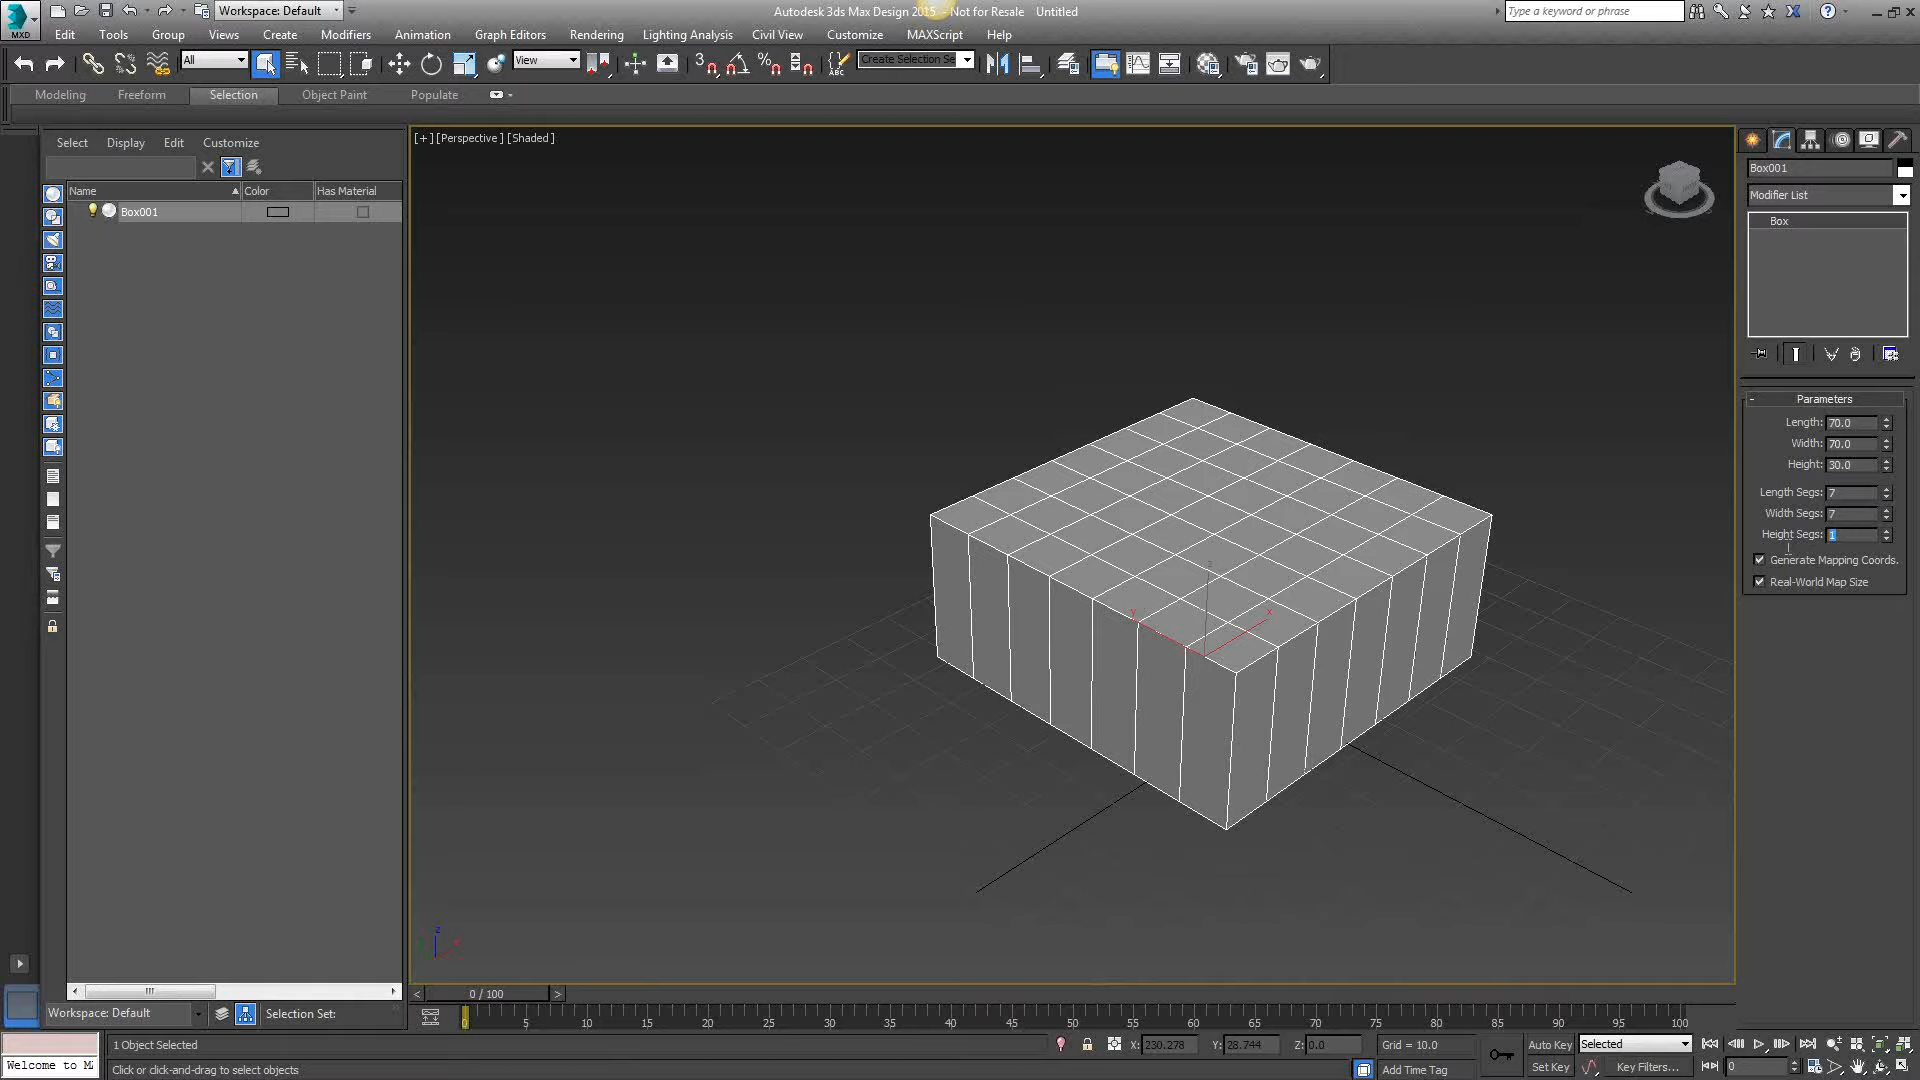 Workspace: Default
Autodesk 3ds Max Design 2015 - Not for Resale Untitled
Type a keyword or phrase
MXD
Edit Tools Group Views Create Modifiers Animation Graph Editors Rendering Lighting Analysis Civil View Customize MAXScript Help
All
View
3
%
ABC
Create Selection Se
Modeling Freeform Selection Object Paint Populate
Select Display Edit Customize
Name Color Has Material
Box001
[+] [Perspective] [Shaded]
Box001
Modifier List
Box
- Parameters
Length: 70.0
Width: 70.0
Height: 30.0
Length Segs: 7
Width Segs: 7
Height Segs: 1
Generate Mapping Coords.
Real-World Map Size
z
y
x
z
x
< 0 / 100 >
Workspace: Default
Selection Set:
0 5 10 15 20 25 30 35 40 45 50 55 60 65 70 75 80 85 90 95 100
1 Object Selected
X: 230.278 Y: 28.744 Z: 0.0
Grid = 10.0
Auto Key Selected
Welcome to M
Click or click-and-drag to select objects
Add Time Tag
Set Key Key Filters...
0